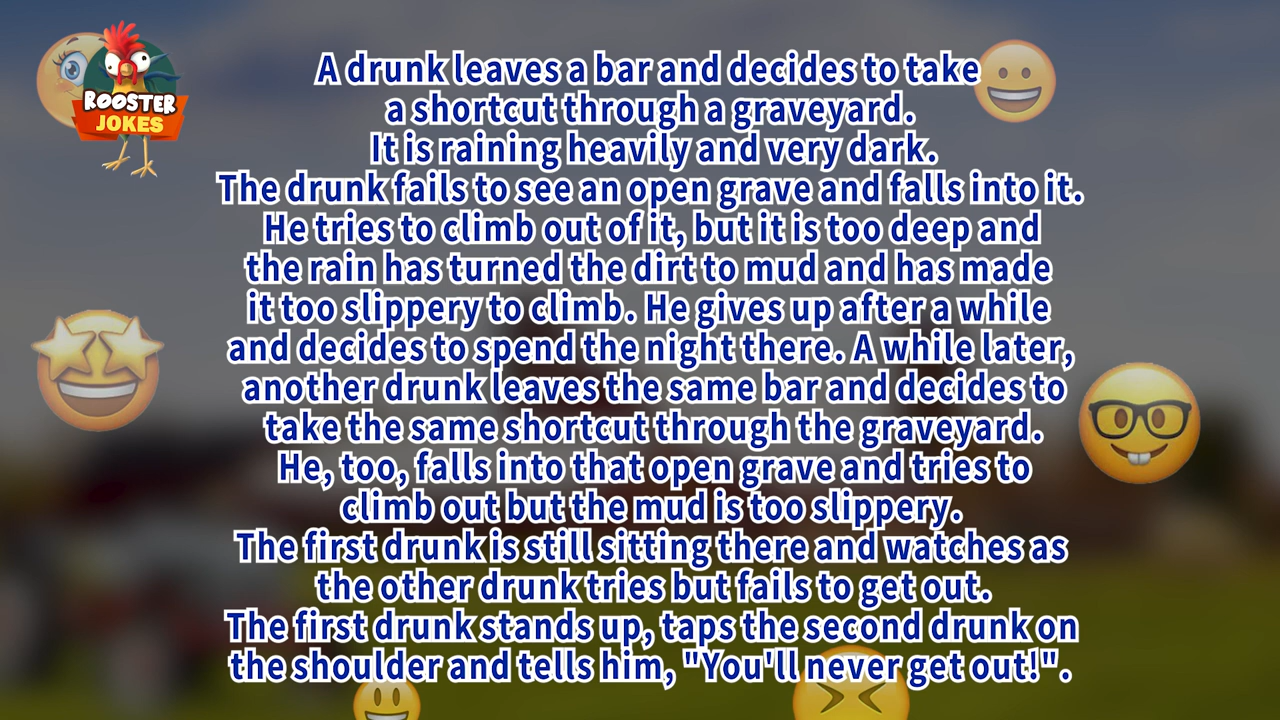 ROOSTER
JOKES
A drunk leaves a bar and decides to take
a shortcut through a graveyard.
It is raining heavily and very dark.
The drunk fails to see an open grave and falls into it.
He tries to climb out of it, but it is too deep and
the rain has turned the dirt to mud and has made
it too slippery to climb. He gives up after a while
and decides to spend the night there. A while later,
another drunk leaves the same bar and decides to
take the same shortcut through the graveyard.
He, too, falls into that open grave and tries to
climb out but the mud is too slippery.
The first drunk is still sitting there and watches as
the other drunk tries but fails to get out.
The first drunk stands up, taps the second drunk on
the shoulder and tells him, "You'll never get out!".